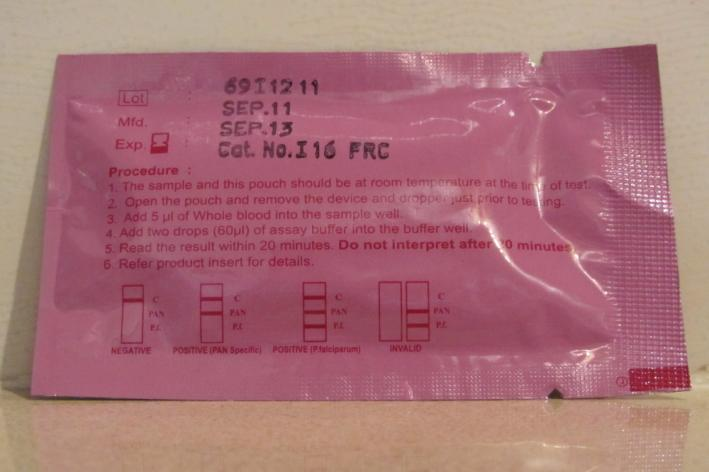 Lot : 69I1211
Mfd. : SEP.11
Exp. : SEP.13
Cat. No.I16 FRC
Procedure :
1. The sample and this pouch should be at room temperature at the time of test.
2. Open the pouch and remove the device and dropper just prior to testing.
3. Add 5 µl of Whole blood into the sample well.
4. Add two drops (60µl) of assay buffer into the buffer well.
5. Read the result within 20 minutes. Do not interpret after 20 minutes.
6. Refer product insert for details.
C C C C
PAN PAN PAN PAN
P.f. P.f. P.f. P.f.
NEGATIVE POSITIVE (PAN Specific) POSITIVE (P.falciparum) INVALID